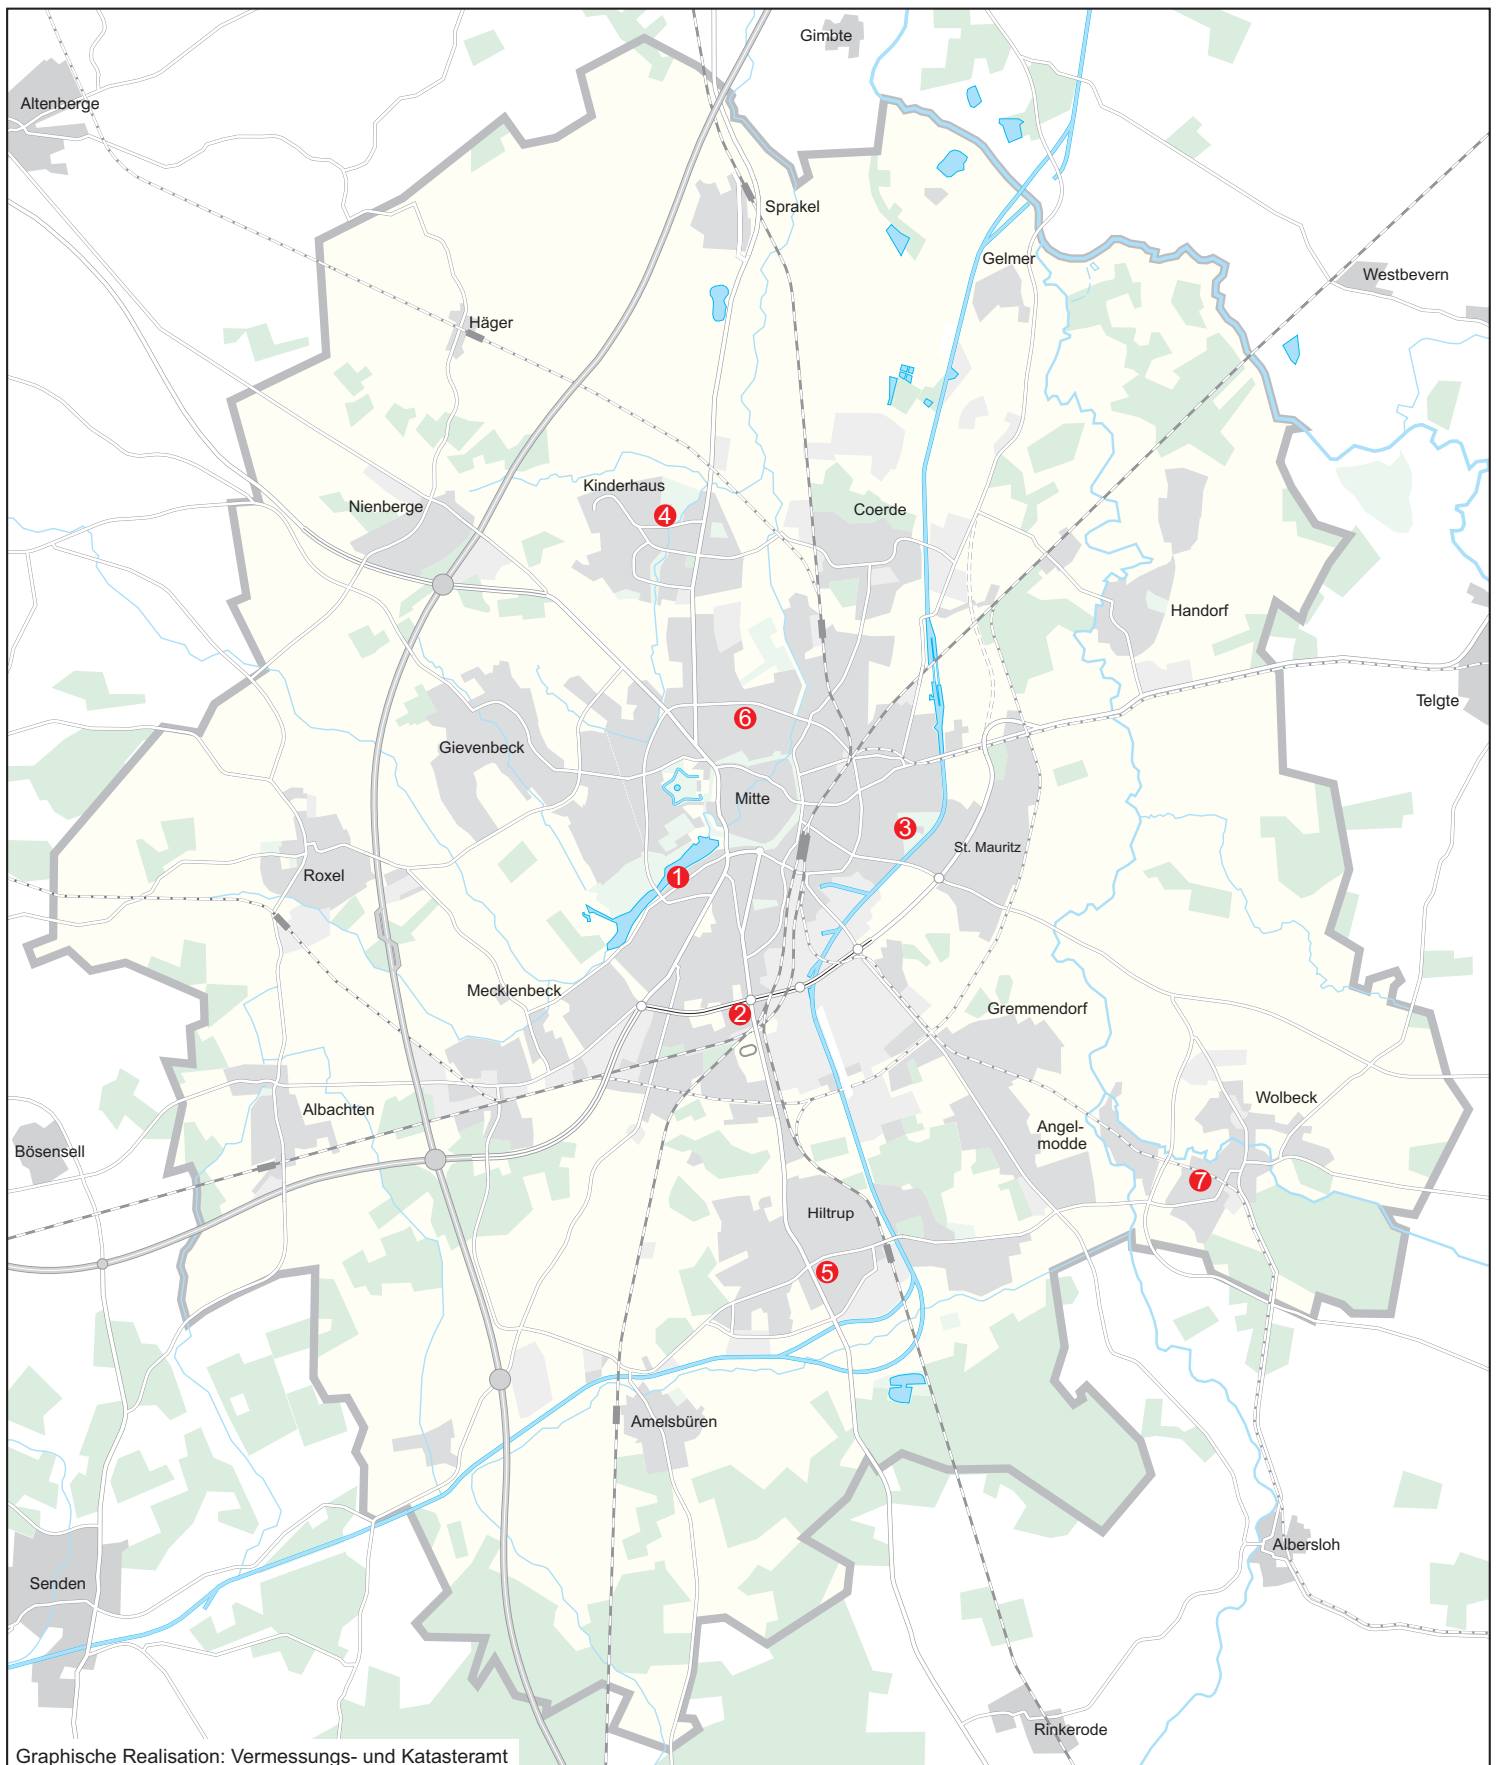 Gimbte
Altenberge
Sprakel
Gelmer
Westbevern
Häger
Kinderhaus
Nienberge
4
Coerde
Handorf
Telgte
6
Gievenbeck
Mitte
3
St. Mauritz
Roxel
1
Mecklenbeck
2
Gremmendorf
Albachten
Wolbeck
Angel-
modde
Bösensell
7
Hiltrup
5
Amelsbüren
Albersloh
Senden
Rinkerode
Graphische Realisation: Vermessungs- und Katasteramt